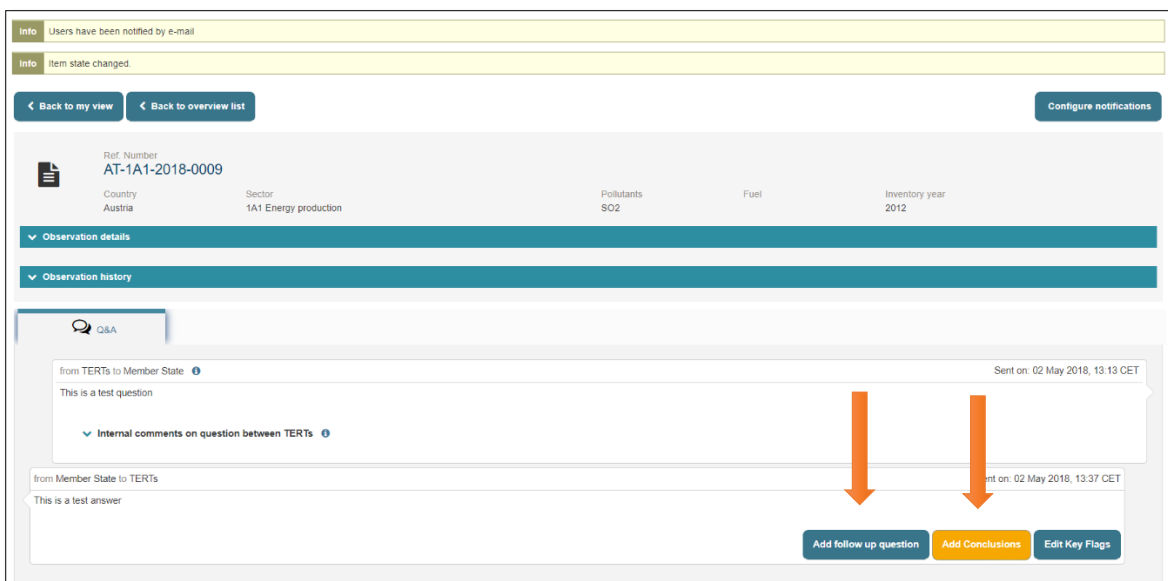 Info Users have been notified by e-mail
Info Item state changed.
Back to my view Back to overview list Configure notifications
Ref. Number
AT-1A1-2018-0009
Country Sector Pollutants Fuel Inventory year
Austria 1A1 Energy production SO2 2012
Observation details
Observation history
Q&A
from TERTs to Member State Sent on: 02 May 2018, 13:13 CET
This is a test question
Internal comments on question between TERTs
from Member State to TERTs ent on: 02 May 2018, 13:37 CET
This is a test answer
Add follow up question Add Conclusions Edit Key Flags